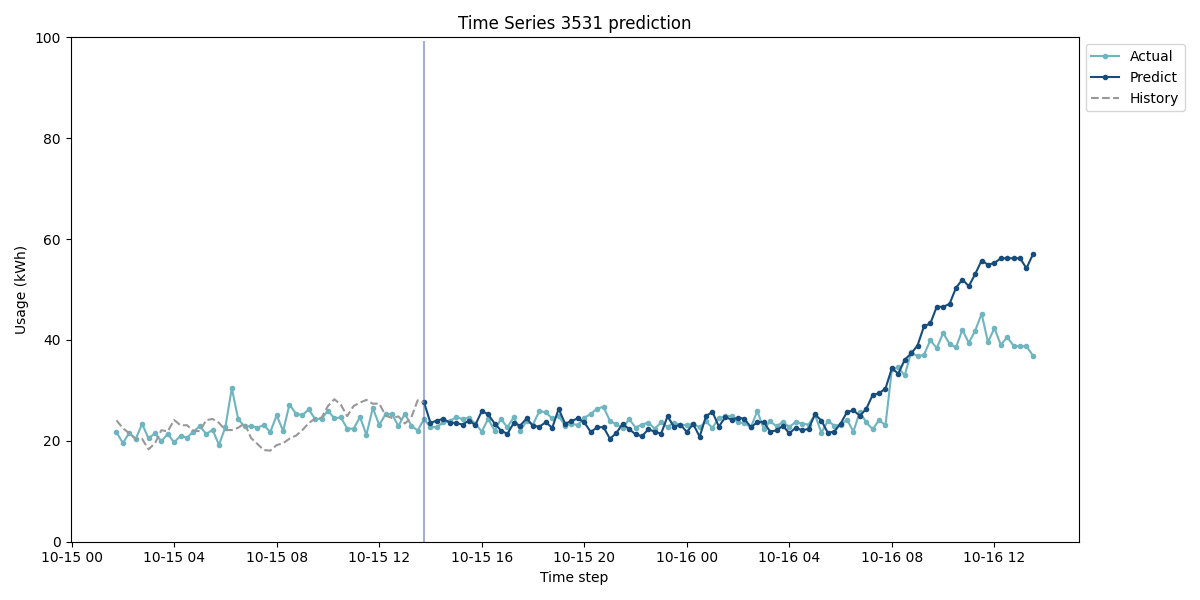 Time Series 3531 prediction
Actual
Predict
History
Usage (kWh)
100
80
60
40
20
0
10-15 00 10-15 04 10-15 08 10-15 12 10-15 16 10-15 20 10-16 00 10-16 04 10-16 08 10-16 12
Time step